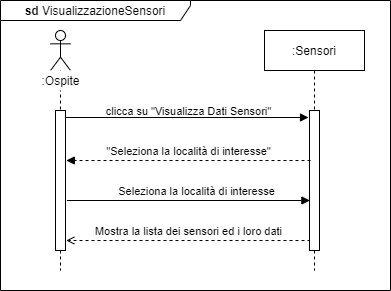 sd VisualizzazioneSensori
:Ospite
:Sensori
clicca su "Visualizza Dati Sensori"
"Seleziona la località di interesse"
Seleziona la località di interesse
Mostra la lista dei sensori ed i loro dati